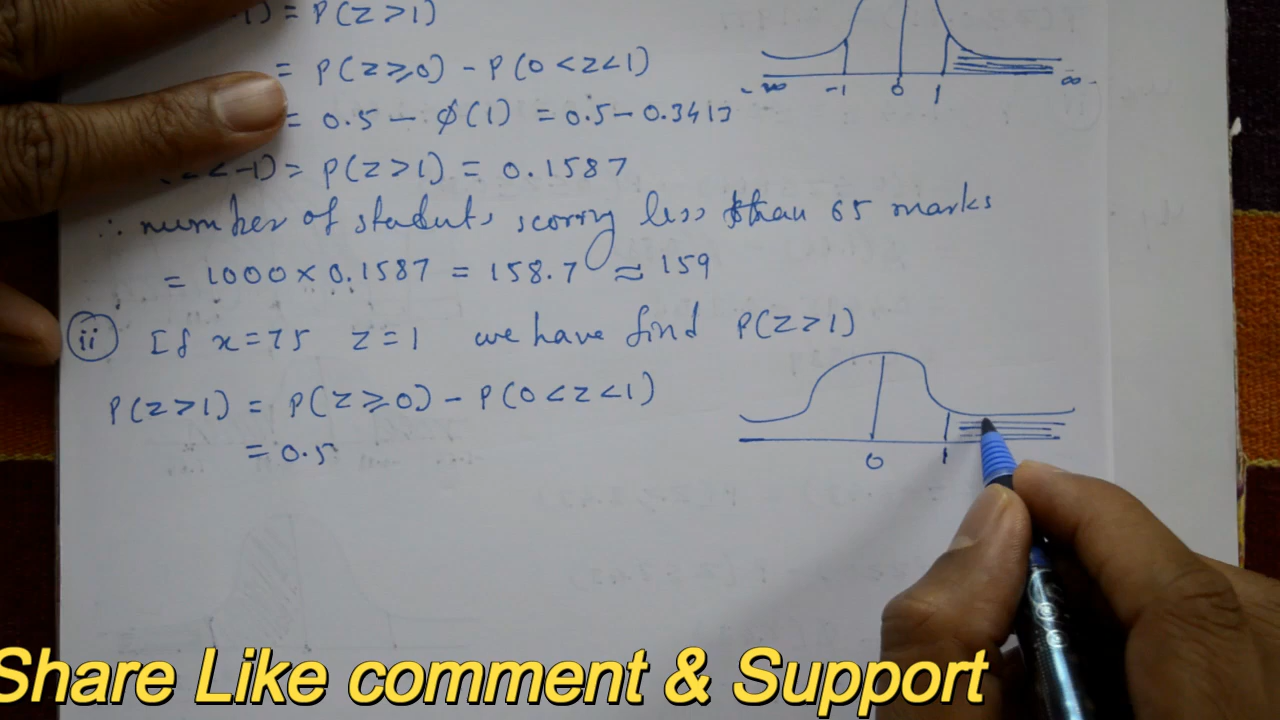 -1) = P(Z>1)
= P(Z≥0) - P(0<Z<1)
= 0.5 - φ(1) = 0.5 - 0.3413
-∞ -1 0 1 ∞
<-1) = P(Z>1) = 0.1587
∴ number of students scoring less than 65 marks
= 1000 × 0.1587 = 158.7 ≈ 159
ii If x=75 z=1 we have find P(Z>1)
P(Z>1) = P(Z≥0) - P(0<Z<1)
= 0.5
0 1
Share Like comment & Support